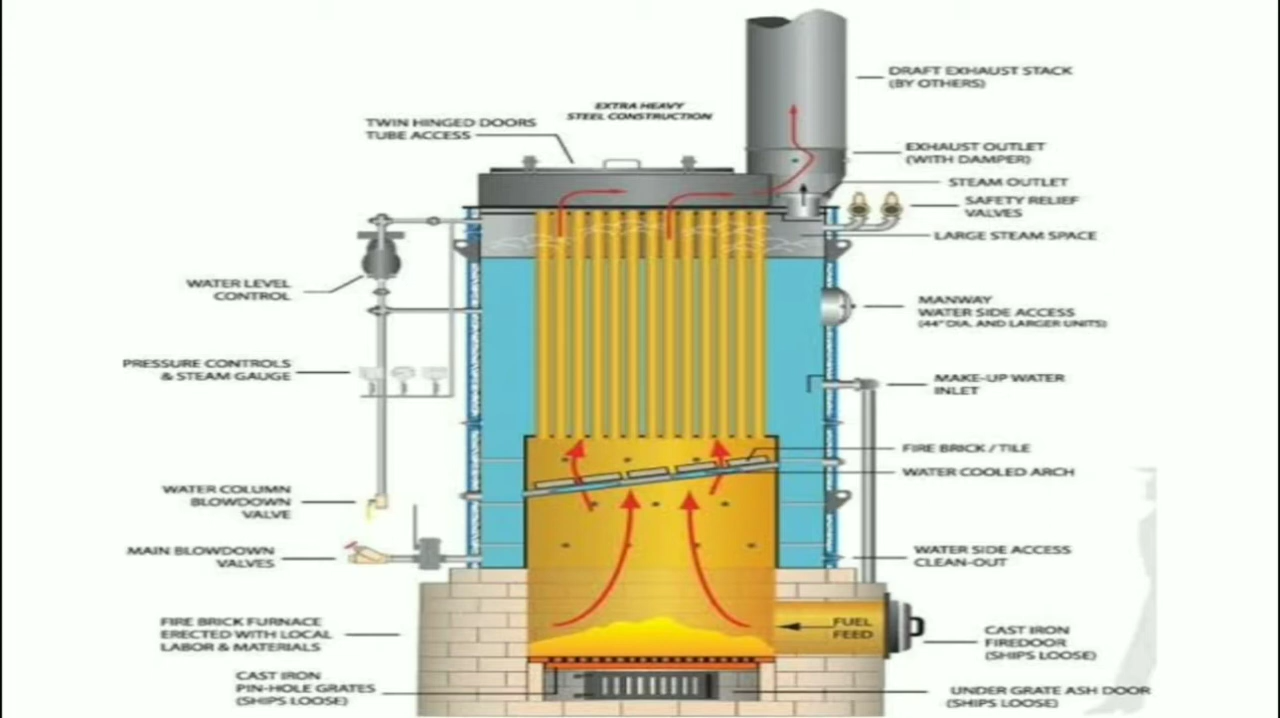 DRAFT EXHAUST STACK
(BY OTHERS)
EXTRA HEAVY
STEEL CONSTRUCTION
TWIN HINGED DOORS
TUBE ACCESS
EXHAUST OUTLET
(WITH DAMPER)
STEAM OUTLET
SAFETY RELIEF
VALVES
LARGE STEAM SPACE
WATER LEVEL
CONTROL
MANWAY
WATER SIDE ACCESS
(44" DIA. AND LARGER UNITS)
PRESSURE CONTROLS
& STEAM GAUGE
MAKE-UP WATER
INLET
FIRE BRICK / TILE
WATER COOLED ARCH
WATER COLUMN
BLOWDOWN
VALVE
MAIN BLOWDOWN
VALVES
WATER SIDE ACCESS
CLEAN-OUT
FIRE BRICK FURNACE
ERECTED WITH LOCAL
LABOR & MATERIALS
FUEL
FEED
CAST IRON
FIREDOOR
(SHIPS LOOSE)
CAST IRON
PIN-HOLE GRATES
(SHIPS LOOSE)
UNDER GRATE ASH DOOR
(SHIPS LOOSE)